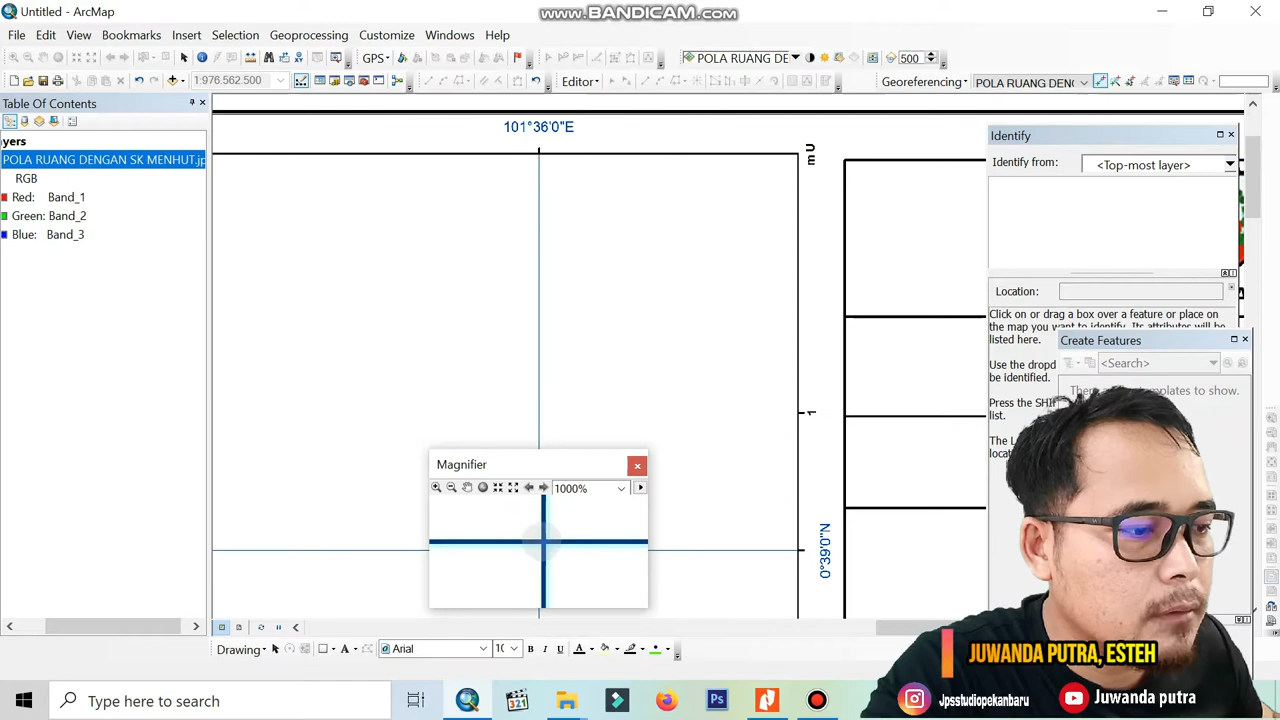 Untitled - ArcMap
www.BANDICAM.com
File Edit View Bookmarks Insert Selection Geoprocessing Customize Windows Help
GPS
POLA RUANG DE
500
1:976.562.500
Editor
Georeferencing
POLA RUANG DENG
Table Of Contents
yers
POLA RUANG DENGAN SK MENHUT.jp
RGB
Red: Band_1
Green: Band_2
Blue: Band_3
101°36'0"E
m U
1
0°39'0"N
Magnifier
1000%
Identify
Identify from: <Top-most layer>
Location:
Click on or drag a box over a feature or place on
the map you want to identify. Its attributes will be
listed here.
Use the dropd
be identified.
Press the SHI
list.
The L
locat
Create Features
<Search>
templates to show.
Drawing
Arial
10
B I U
JUWANDA PUTRA, ESTEH
Jpsstudiopekanbaru
Juwanda putra
Type here to search
321
Ps